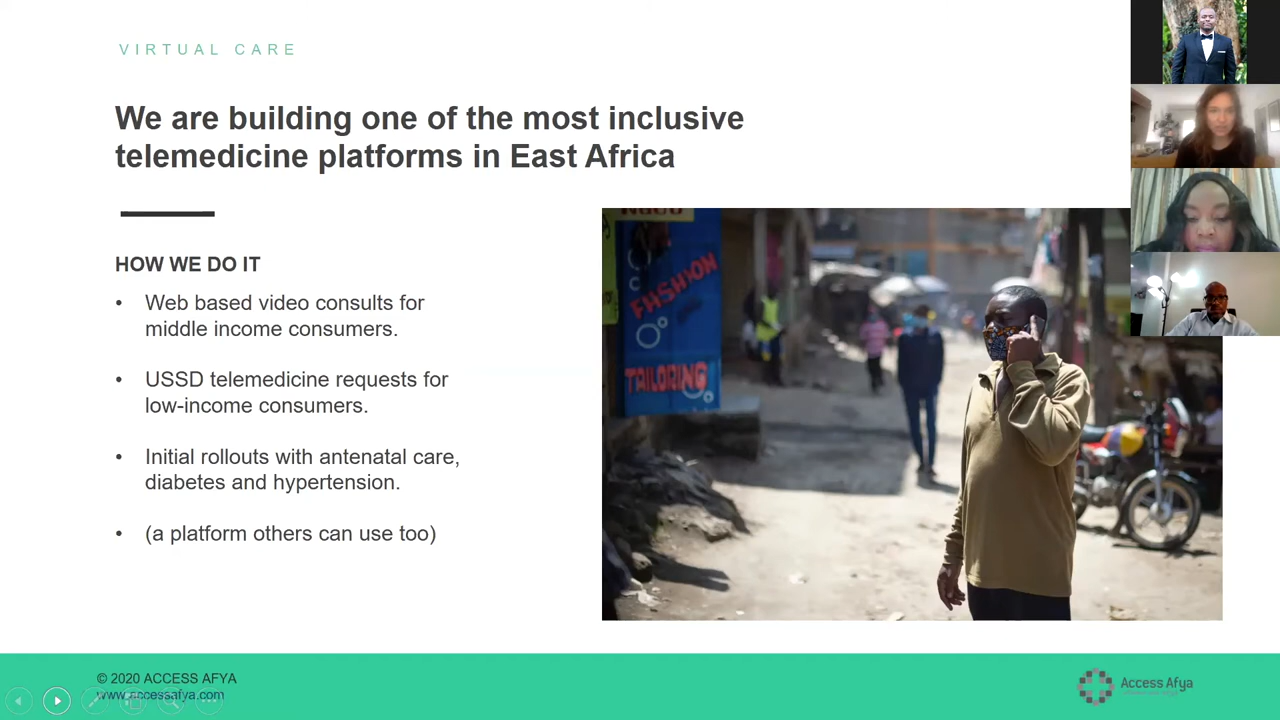 VIRTUAL CARE
We are building one of the most inclusive
telemedicine platforms in East Africa
HOW WE DO IT
• Web based video consults for
middle income consumers.
• USSD telemedicine requests for
low-income consumers.
• Initial rollouts with antenatal care,
diabetes and hypertension.
• (a platform others can use too)
FASHION
TAILORING
© 2020 ACCESS AFYA
www.accessafya.com
Access Afya